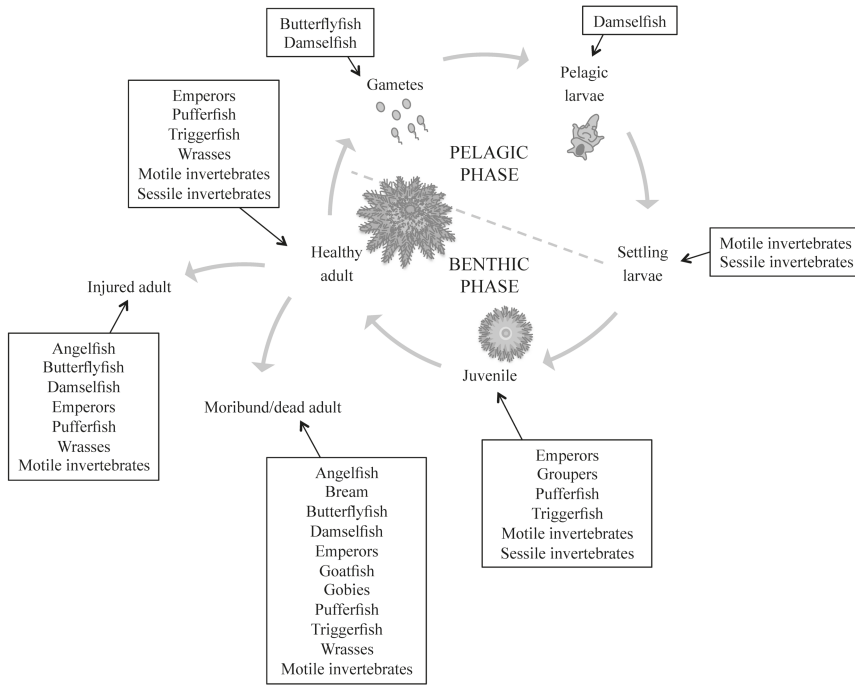 Butterflyfish
Damselfish
Gametes
Damselfish
Pelagic
larvae
Emperors
Pufferfish
Triggerfish
Wrasses
Motile invertebrates
Sessile invertebrates
PELAGIC
PHASE
Healthy
adult
BENTHIC
PHASE
Settling
larvae
Motile invertebrates
Sessile invertebrates
Injured adult
Angelfish
Butterflyfish
Damselfish
Emperors
Pufferfish
Wrasses
Motile invertebrates
Juvenile
Moribund/dead adult
Emperors
Groupers
Pufferfish
Triggerfish
Motile invertebrates
Sessile invertebrates
Angelfish
Bream
Butterflyfish
Damselfish
Emperors
Goatfish
Gobies
Pufferfish
Triggerfish
Wrasses
Motile invertebrates